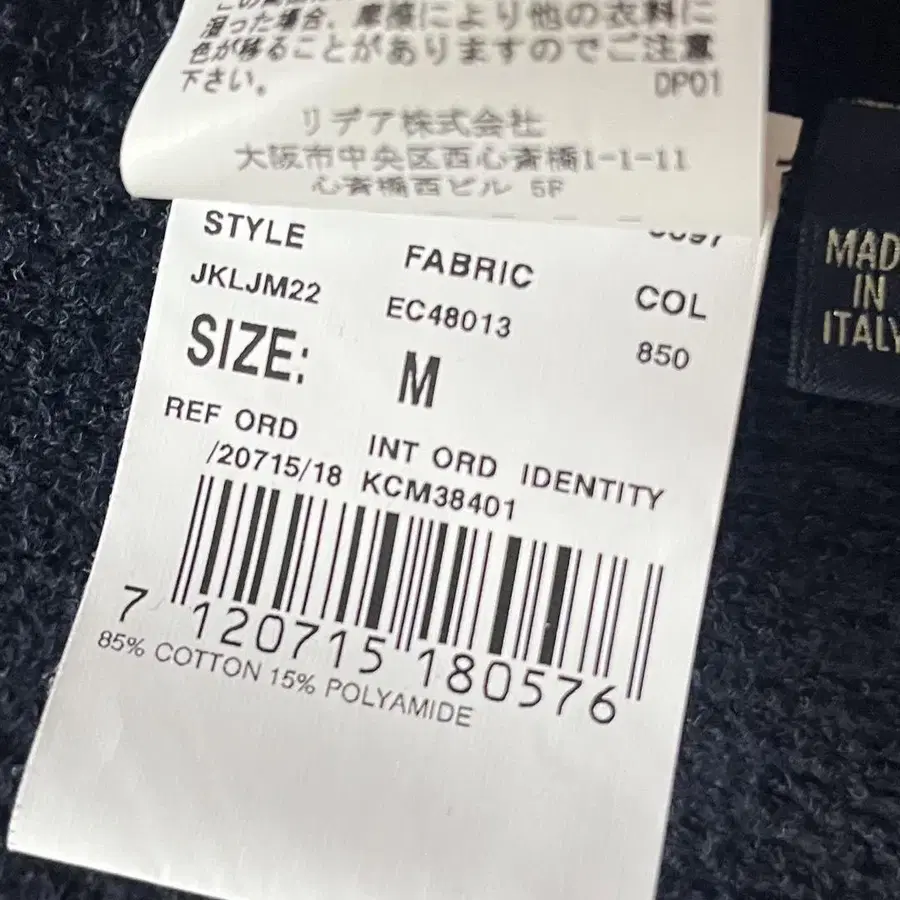 湿った場合、摩擦により他の衣料に
色が移ることがありますのでご注意
下さい。 DP01
リデア株式会社
大阪市中央区西心斎橋1-1-11
心斎橋西ビル 5F
STYLE FABRIC COL
JKLJM22 EC48013 850
SIZE: M
REF ORD INT ORD IDENTITY
/20715/18 KCM38401
7 120715 180576
85% COTTON 15% POLYAMIDE
MADE
IN
ITALY